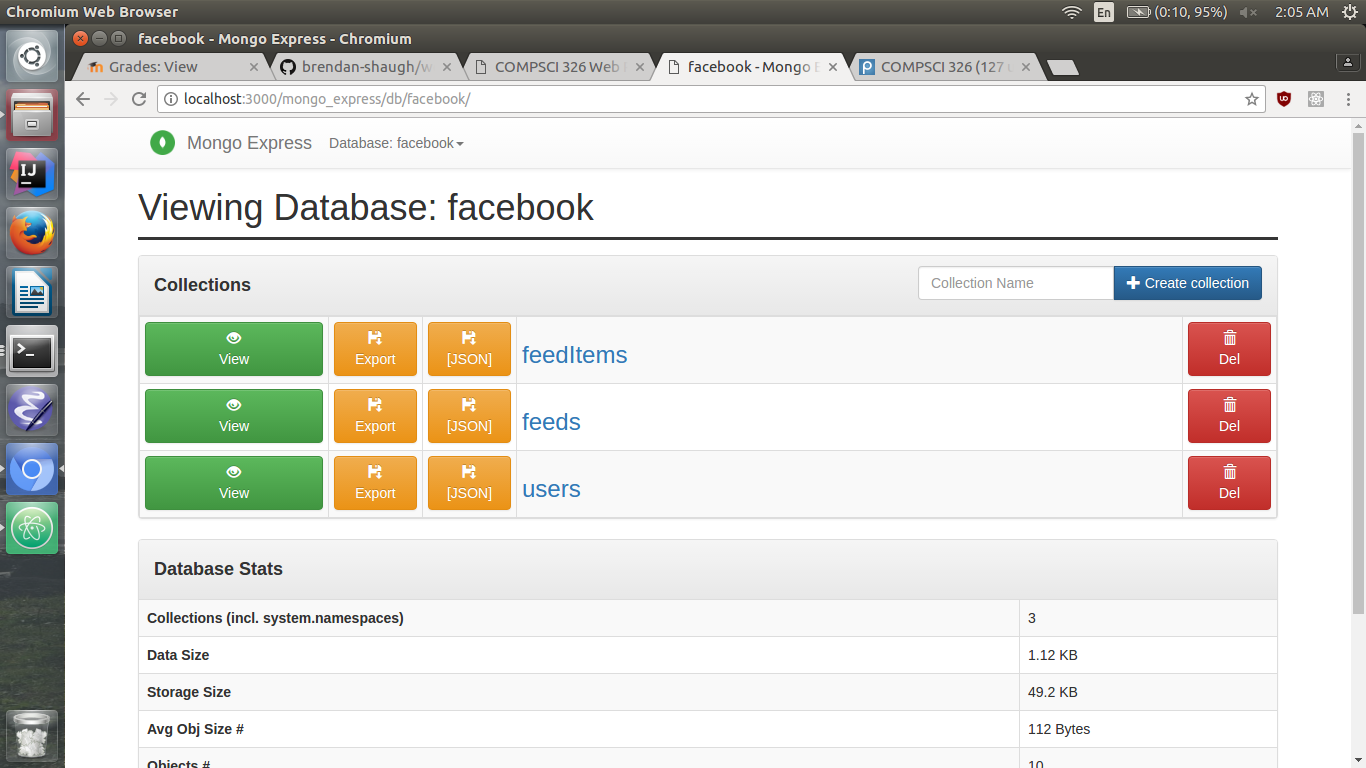 Chromium Web Browser
En
(0:10, 95%)
2:05 AM
facebook - Mongo Express - Chromium
Grades: View
brendan-shaugh/w
COMPSCI 326 Web
facebook - Mongo E
COMPSCI 326 (127 u
localhost:3000/mongo_express/db/facebook/
Mongo Express
Database: facebook
Viewing Database: facebook
Collections
Collection Name
Create collection
View
Export
[JSON]
feedItems
Del
View
Export
[JSON]
feeds
Del
View
Export
[JSON]
users
Del
Database Stats
Collections (incl. system.namespaces) 3
Data Size 1.12 KB
Storage Size 49.2 KB
Avg Obj Size # 112 Bytes
Objects # 10